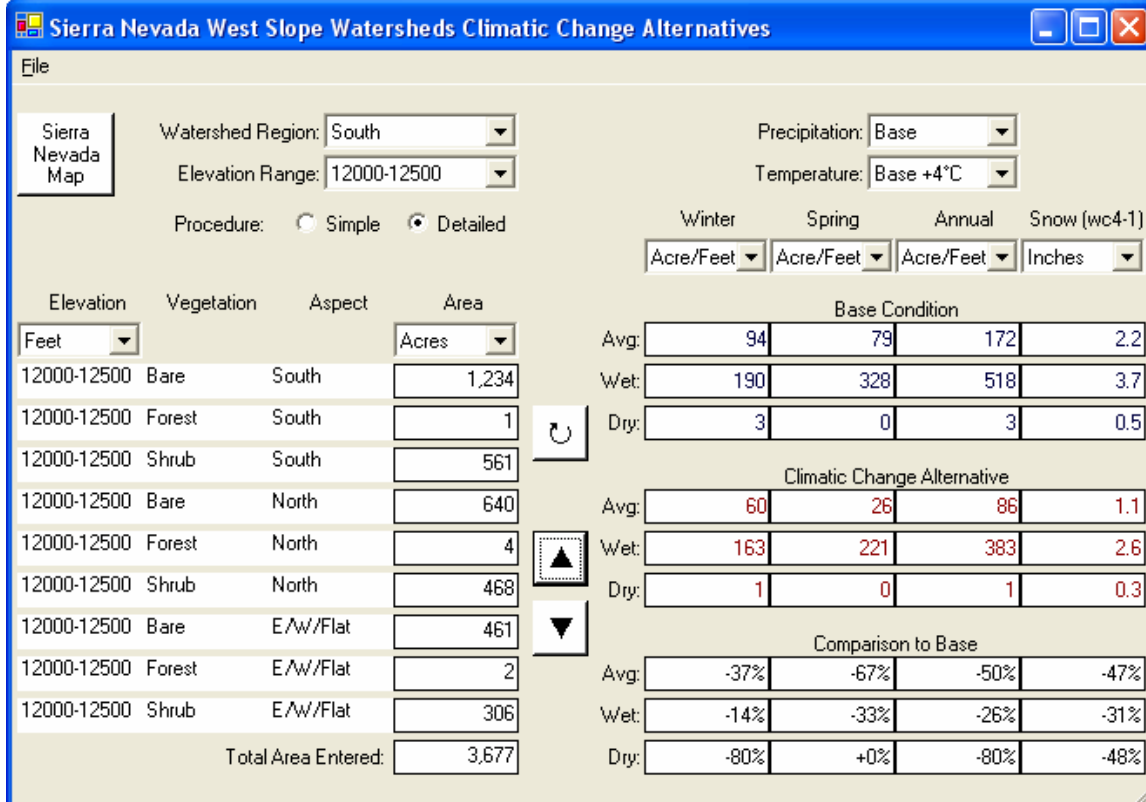 Sierra Nevada West Slope Watersheds Climatic Change Alternatives
File
Sierra
Nevada
Map
Watershed Region: South
Elevation Range: 12000-12500
Procedure: Simple Detailed
Precipitation: Base
Temperature: Base +4°C
Winter Spring Annual Snow (wc4-1)
Acre/Feet Acre/Feet Acre/Feet Inches
Elevation Vegetation Aspect Area
Feet Acres
12000-12500 Bare South 1,234
12000-12500 Forest South 1
12000-12500 Shrub South 561
12000-12500 Bare North 640
12000-12500 Forest North 4
12000-12500 Shrub North 468
12000-12500 Bare E/W/Flat 461
12000-12500 Forest E/W/Flat 2
12000-12500 Shrub E/W/Flat 306
Total Area Entered: 3,677
Base Condition
Avg: 94 79 172 2.2
Wet: 190 328 518 3.7
Dry: 3 0 3 0.5
Climatic Change Alternative
Avg: 60 26 86 1.1
Wet: 163 221 383 2.6
Dry: 1 0 1 0.3
Comparison to Base
Avg: -37% -67% -50% -47%
Wet: -14% -33% -26% -31%
Dry: -80% +0% -80% -48%